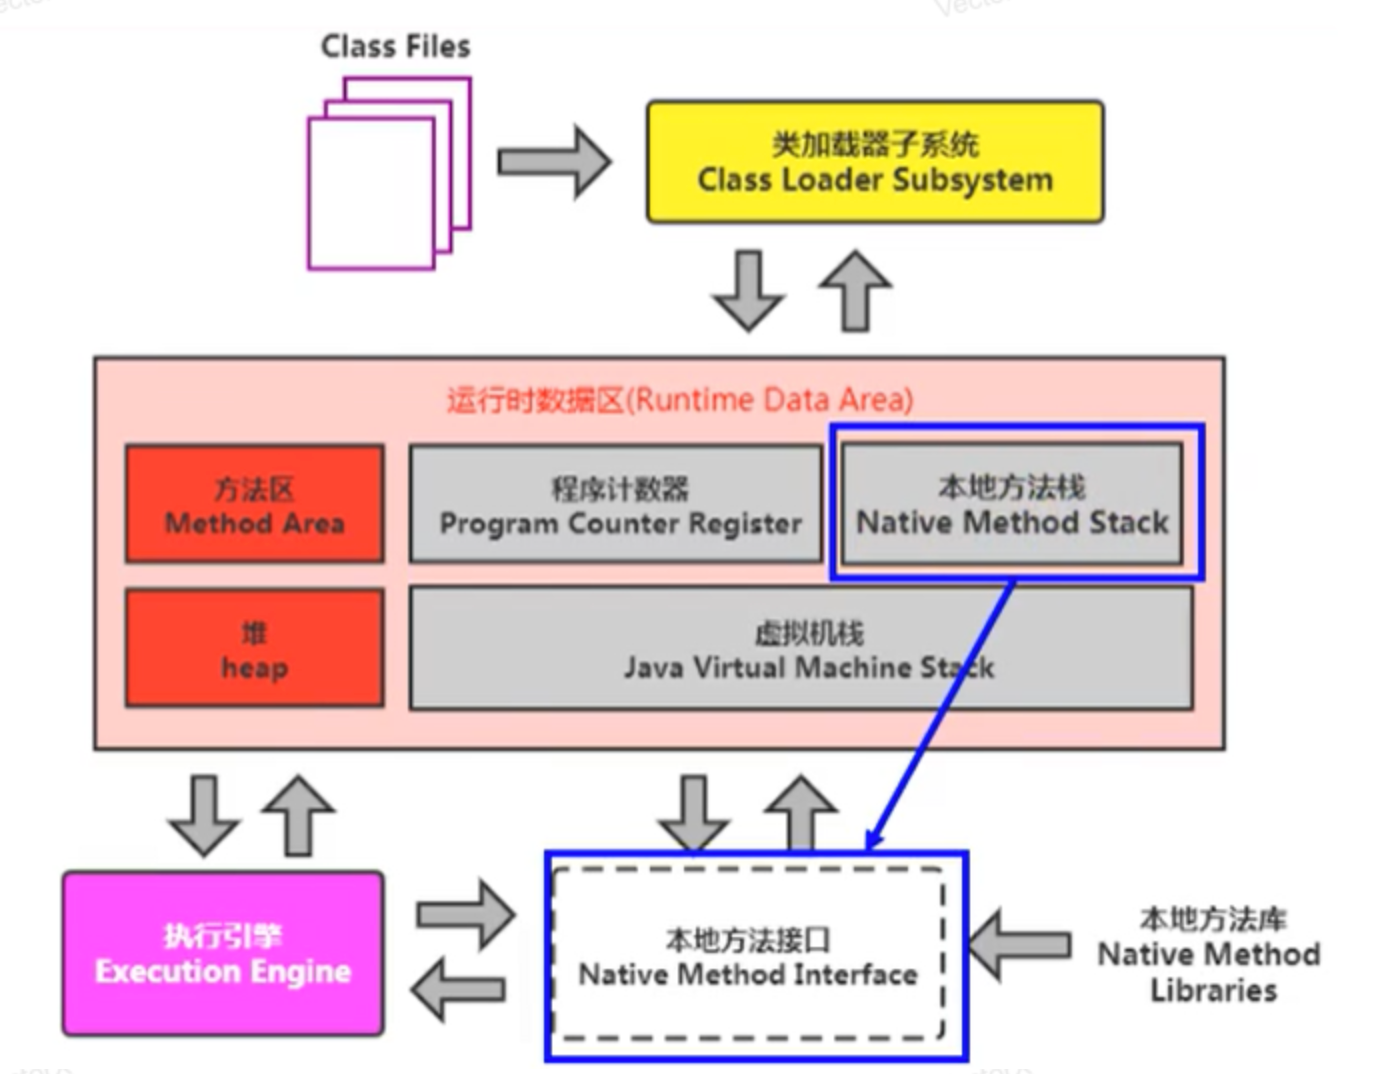 Class Files
类加载器子系统
Class Loader Subsystem
运行时数据区(Runtime Data Area)
方法区
Method Area
程序计数器
Program Counter Register
本地方法栈
Native Method Stack
堆
heap
虚拟机栈
Java Virtual Machine Stack
执行引擎
Execution Engine
本地方法接口
Native Method Interface
本地方法库
Native Method
Libraries